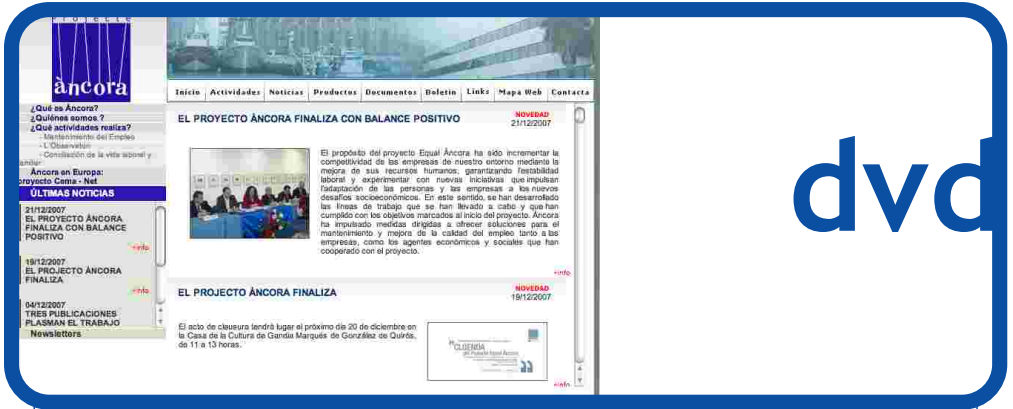 PROJECTE
àncora
Inicio Actividades Noticias Productos Documentos Boletín Links Mapa Web Contacta
¿Qué es Àncora?
¿Quiénes somos ?
¿Qué actividades realiza?
- Mantenimiento del Empleo
- L'Observatori
- Conciliación de la vida laboral y
Àncora en Europa:
proyecto Cema - Net
ÚLTIMAS NOTICIAS
21/12/2007
EL PROYECTO ÀNCORA
FINALIZA CON BALANCE
POSITIVO
+info
19/12/2007
EL PROJECTO ÀNCORA
FINALIZA
+info
04/12/2007
TRES PUBLICACIONES
PLASMAN EL TRABAJO
Newsletters
EL PROYECTO ÀNCORA FINALIZA CON BALANCE POSITIVO
NOVEDAD
21/12/2007
El propósito del proyecto Equal Àncora ha sido incrementar la
competitividad de las empresas de nuestro entorno mediante la
mejora de sus recursos humanos, garantizando l'estabilidad
laboral y experimentar con nuevas iniciativas que impulsan
l'adaptación de las personas y las empresas a los nuevos
desafíos socioeconómicos. En este sentido, se han desarrollado
las líneas de trabajo que se han llevado a cabo y que han
cumplido con los objetivos marcados al inicio del proyecto. Àncora
ha impulsado medidas dirigidas a ofrecer soluciones para el
mantenimiento y mejora de la calidad del empleo tanto a las
empresas, como los agentes económicos y sociales que han
cooperado con el proyecto.
+info
EL PROJECTO ÀNCORA FINALIZA
NOVEDAD
19/12/2007
El acto de clausura tendrá lugar el próximo día 20 de diciembre en
la Casa de la Cultura de Gandia Marqués de González de Quirós,
de 11 a 13 horas.
CLOENDA
del Projecte Equal Àncora
+info
dvd